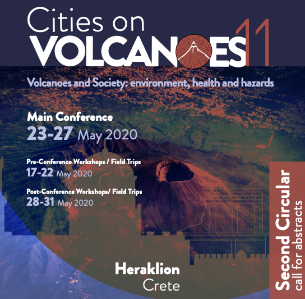 Cities on
VOLCANOES 11
Volcanoes and Society: environment, health and hazards
Main Conference
23-27 May 2020
Pre-Conference Workshops / Field Trips
17-22 May 2020
Post-Conference Workshops/ Field Trips
28-31 May 2020
Heraklion
Crete
Second Circular
call for abstracts